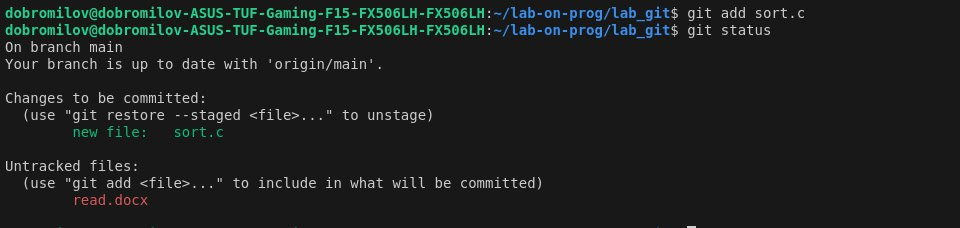 dobromilov@dobromilov-ASUS-TUF-Gaming-F15-FX506LH-FX506LH:~/lab-on-prog/lab_git$ git add sort.c
dobromilov@dobromilov-ASUS-TUF-Gaming-F15-FX506LH-FX506LH:~/lab-on-prog/lab_git$ git status
On branch main
Your branch is up to date with 'origin/main'.
Changes to be committed:
(use "git restore --staged <file>..." to unstage)
new file: sort.c
Untracked files:
(use "git add <file>..." to include in what will be committed)
read.docx